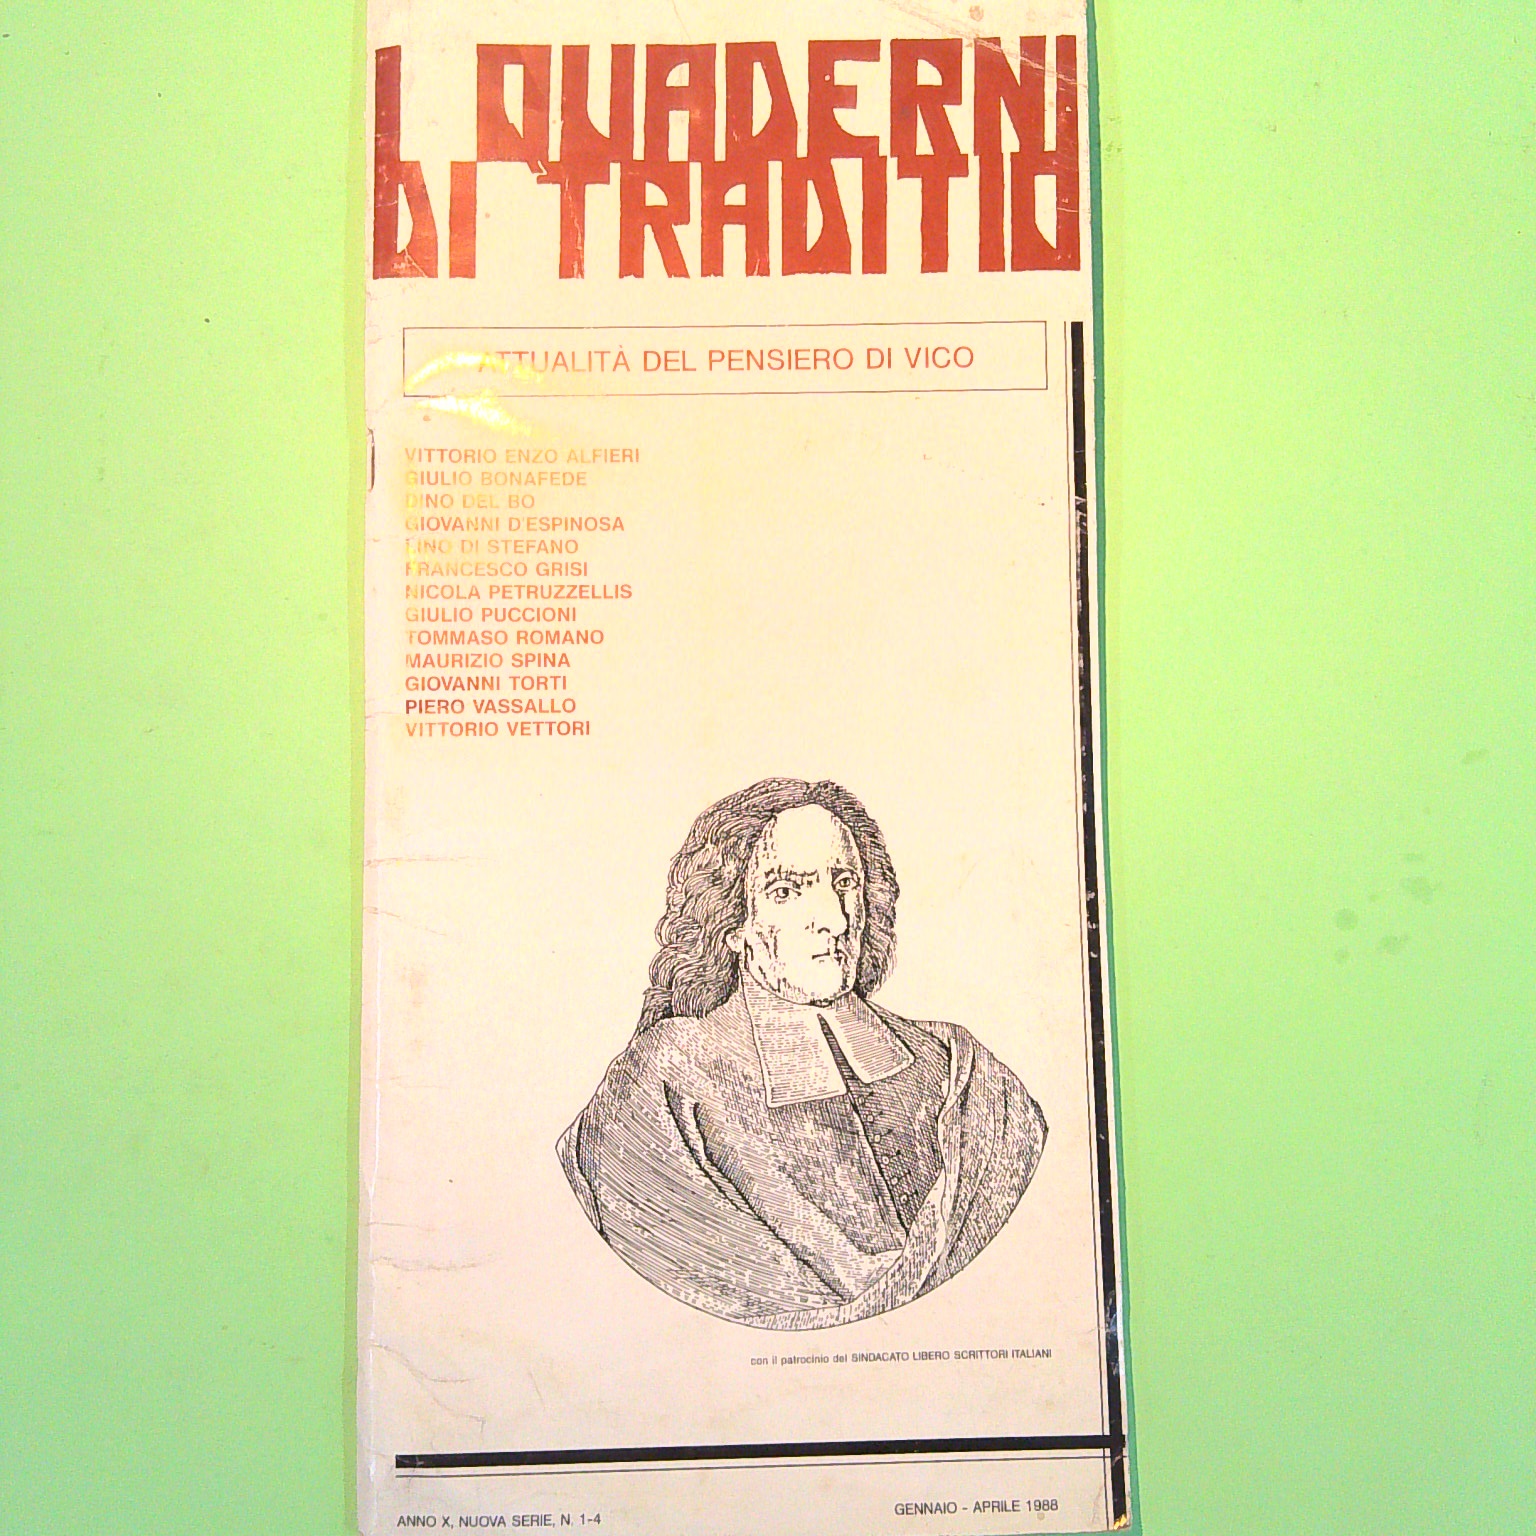 I QUADERNI
DI TRADITIO
ATTUALITÀ DEL PENSIERO DI VICO
VITTORIO ENZO ALFIERI
GIULIO BONAFEDE
DINO DEL BO
GIOVANNI D'ESPINOSA
LINO DI STEFANO
FRANCESCO GRISI
NICOLA PETRUZZELLIS
GIULIO PUCCIONI
TOMMASO ROMANO
MAURIZIO SPINA
GIOVANNI TORTI
PIERO VASSALLO
VITTORIO VETTORI
con il patrocinio del SINDACATO LIBERO SCRITTORI ITALIANI
ANNO X, NUOVA SERIE, N. 1-4
GENNAIO - APRILE 1988